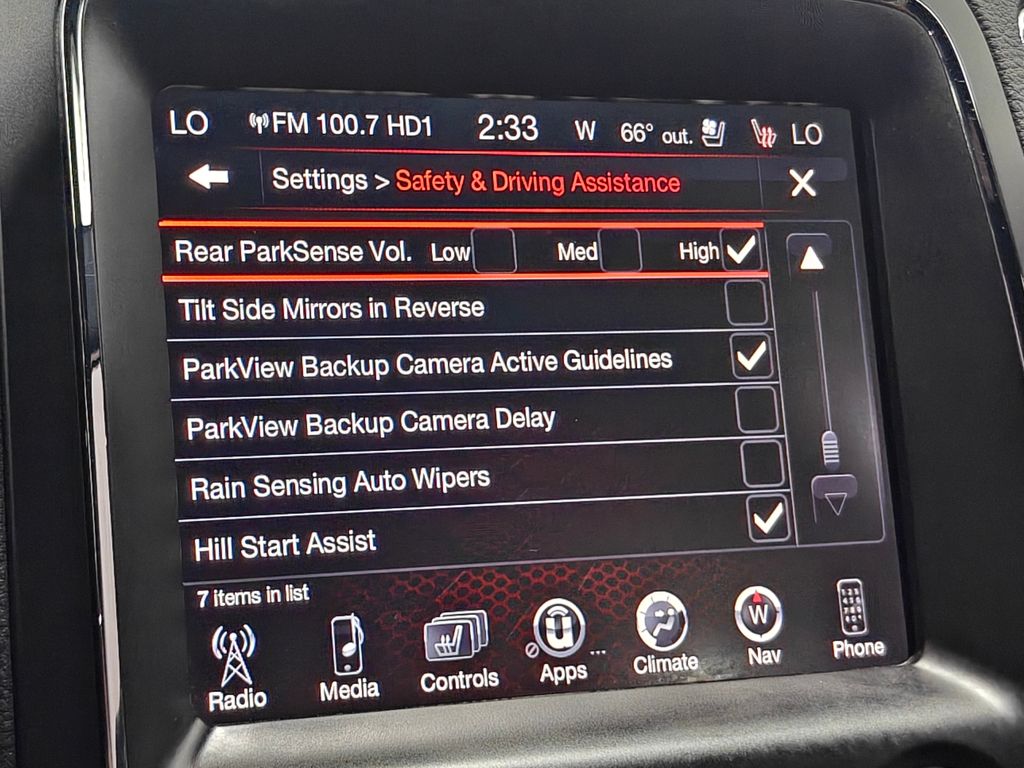 LO FM 100.7 HD1 2:33 W 66° out. LO
Settings > Safety & Driving Assistance X
Rear ParkSense Vol. Low Med High
Tilt Side Mirrors in Reverse
ParkView Backup Camera Active Guidelines
ParkView Backup Camera Delay
Rain Sensing Auto Wipers
Hill Start Assist
7 items in list
W
Radio Media Controls Apps ... Climate Nav Phone